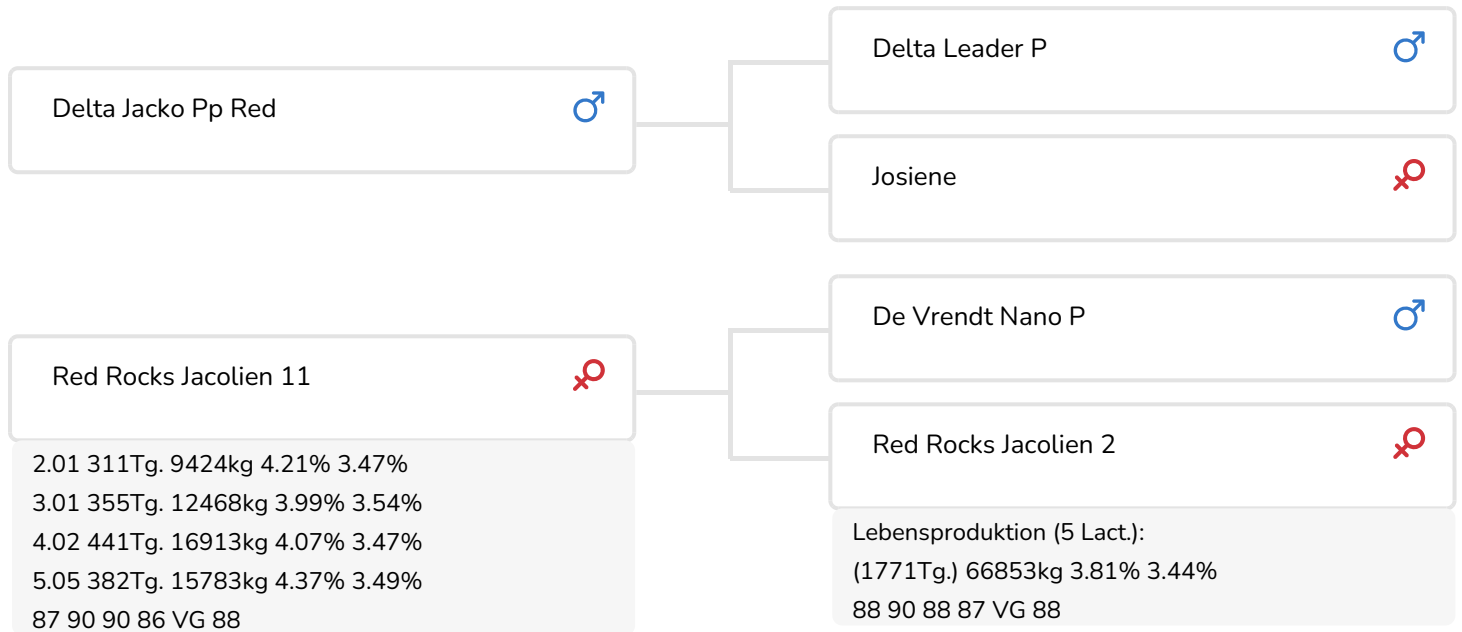 Delta Jacko Pp Red
Delta Leader P
Josiene
Red Rocks Jacolien 11
2.01 311Tg. 9424kg 4.21% 3.47%
3.01 355Tg. 12468kg 3.99% 3.54%
4.02 441Tg. 16913kg 4.07% 3.47%
5.05 382Tg. 15783kg 4.37% 3.49%
87 90 90 86 VG 88
De Vrendt Nano P
Red Rocks Jacolien 2
Lebensproduktion (5 Lact.):
(1771Tg.) 66853kg 3.81% 3.44%
88 90 88 87 VG 88